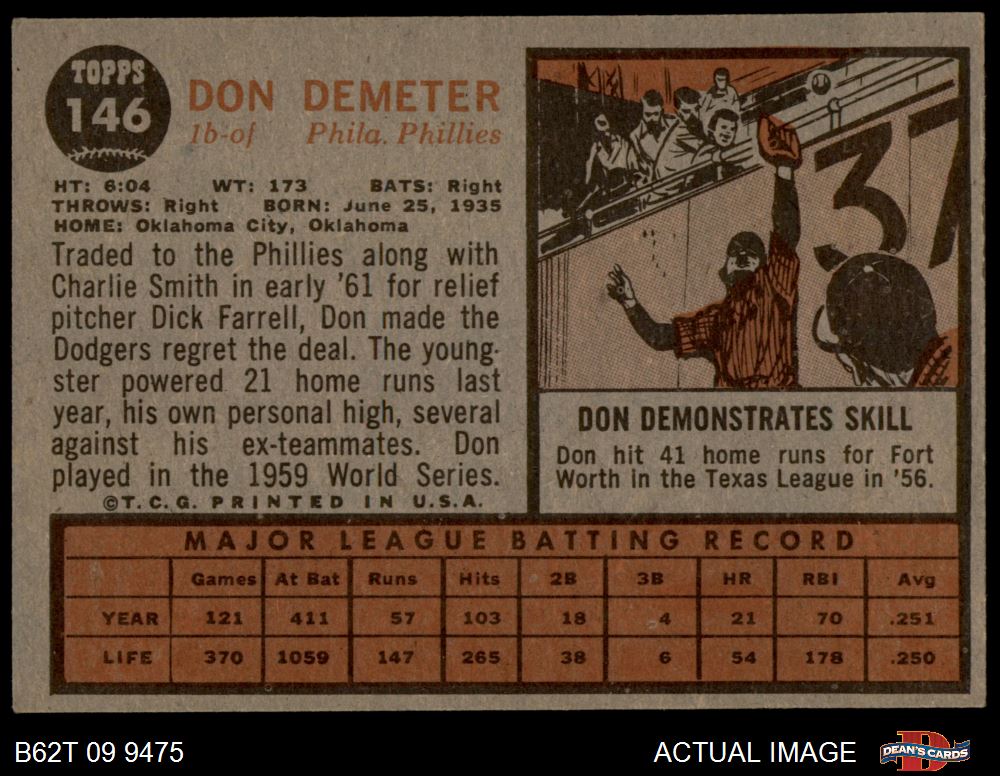 TOPPS
146
DON DEMETER
1b-of Phila. Phillies
HT: 6:04 WT: 173 BATS: Right
THROWS: Right BORN: June 25, 1935
HOME: Oklahoma City, Oklahoma
Traded to the Phillies along with
Charlie Smith in early '61 for relief
pitcher Dick Farrell, Don made the
Dodgers regret the deal. The young-
ster powered 21 home runs last
year, his own personal high, several
against his ex-teammates. Don
played in the 1959 World Series.
©T.C.G. PRINTED IN U.S.A.
37
DON DEMONSTRATES SKILL
Don hit 41 home runs for Fort
Worth in the Texas League in '56.
MAJOR LEAGUE BATTING RECORD
Games At Bat Runs Hits 2B 3B HR RBI Avg
YEAR 121 411 57 103 18 4 21 70 .251
LIFE 370 1059 147 265 38 6 54 178 .250
B62T 09 9475
ACTUAL IMAGE
D
DEAN'S CARDS